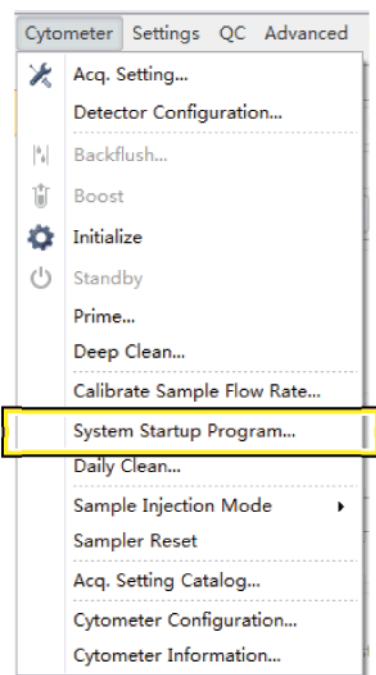 Cytometer Settings QC Advanced
Acq. Setting...
Detector Configuration...
Backflush...
Boost
Initialize
Standby
Prime...
Deep Clean...
Calibrate Sample Flow Rate...
System Startup Program...
Daily Clean...
Sample Injection Mode
Sampler Reset
Acq. Setting Catalog...
Cytometer Configuration...
Cytometer Information...